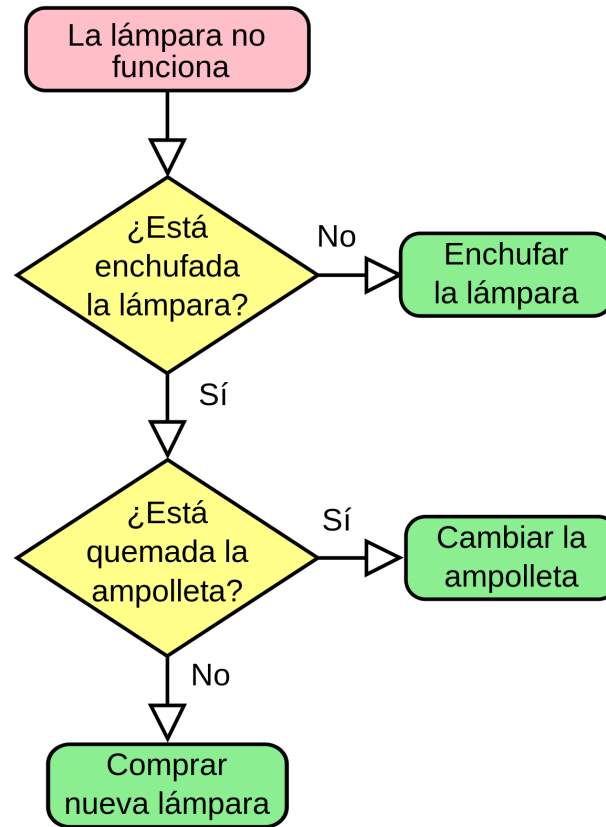 La lámpara no
funciona
¿Está
enchufada
la lámpara?
No
Enchufar
la lámpara
Sí
¿Está
quemada la
ampolleta?
Sí
Cambiar la
ampolleta
No
Comprar
nueva lámpara